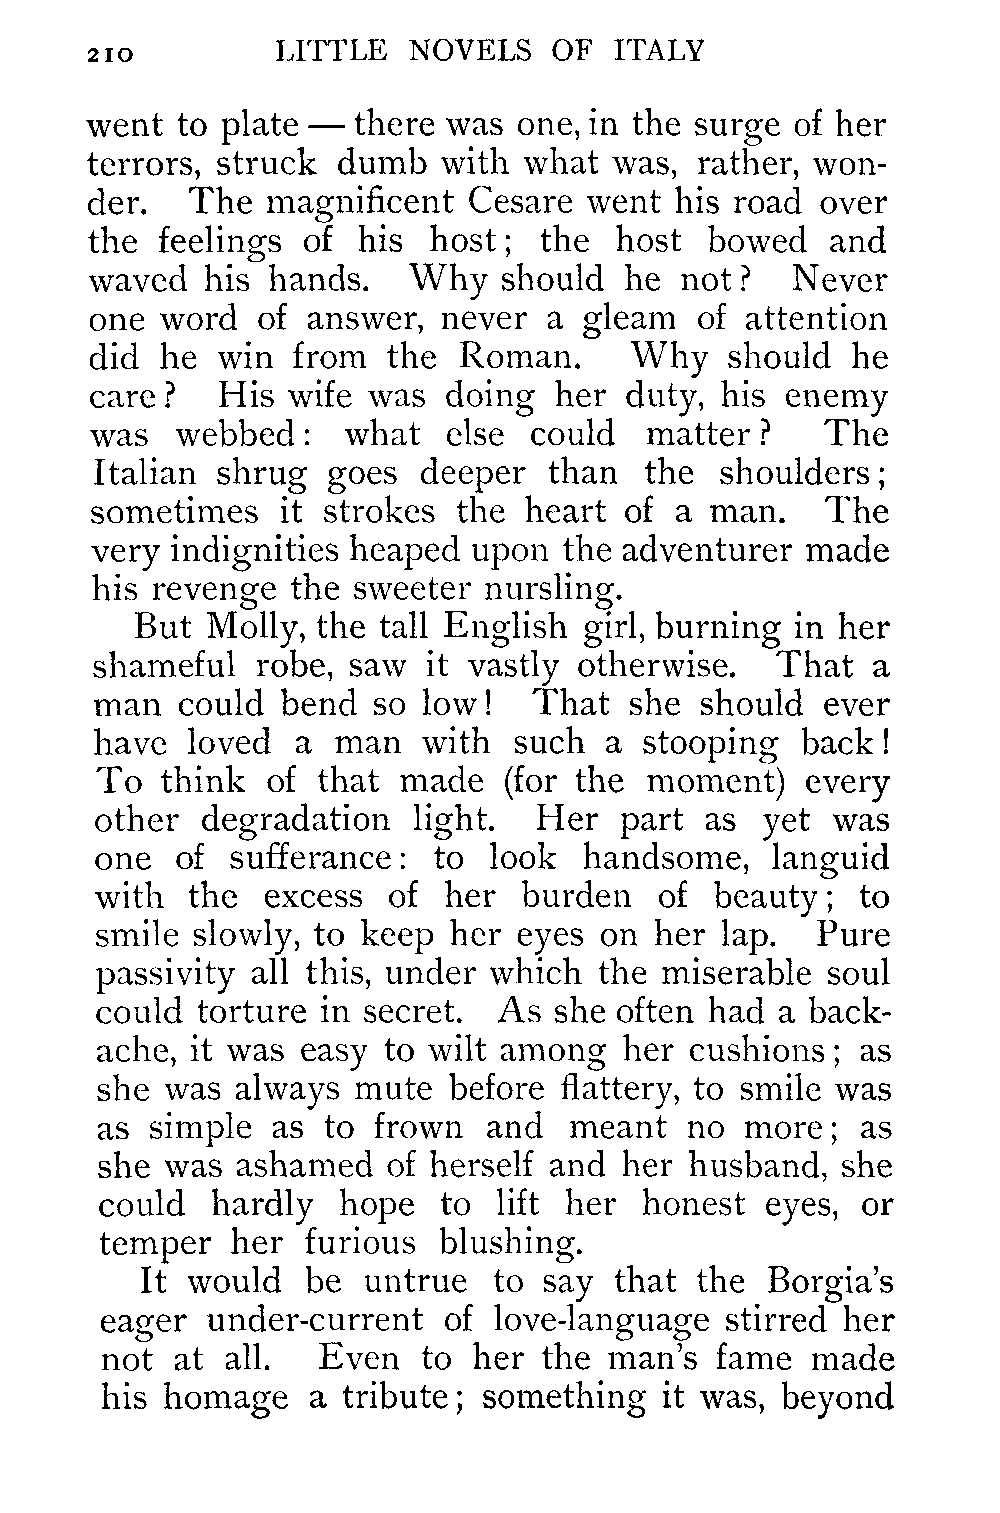 210 LITTLE NOVELS OF ITALY
went to plate — there was one, in the surge of her
terrors, struck dumb with what was, rather, won-
der. The magnificent Cesare went his road over
the feelings of his host; the host bowed and
waved his hands. Why should he not? Never
one word of answer, never a gleam of attention
did he win from the Roman. Why should he
care? His wife was doing her duty, his enemy
was webbed: what else could matter? The
Italian shrug goes deeper than the shoulders;
sometimes it strokes the heart of a man. The
very indignities heaped upon the adventurer made
his revenge the sweeter nursling.
But Molly, the tall English girl, burning in her
shameful robe, saw it vastly otherwise. That a
man could bend so low! That she should ever
have loved a man with such a stooping back!
To think of that made (for the moment) every
other degradation light. Her part as yet was
one of sufferance: to look handsome, languid
with the excess of her burden of beauty; to
smile slowly, to keep her eyes on her lap. Pure
passivity all this, under which the miserable soul
could torture in secret. As she often had a back-
ache, it was easy to wilt among her cushions; as
she was always mute before flattery, to smile was
as simple as to frown and meant no more; as
she was ashamed of herself and her husband, she
could hardly hope to lift her honest eyes, or
temper her furious blushing.
It would be untrue to say that the Borgia's
eager under-current of love-language stirred her
not at all. Even to her the man's fame made
his homage a tribute; something it was, beyond